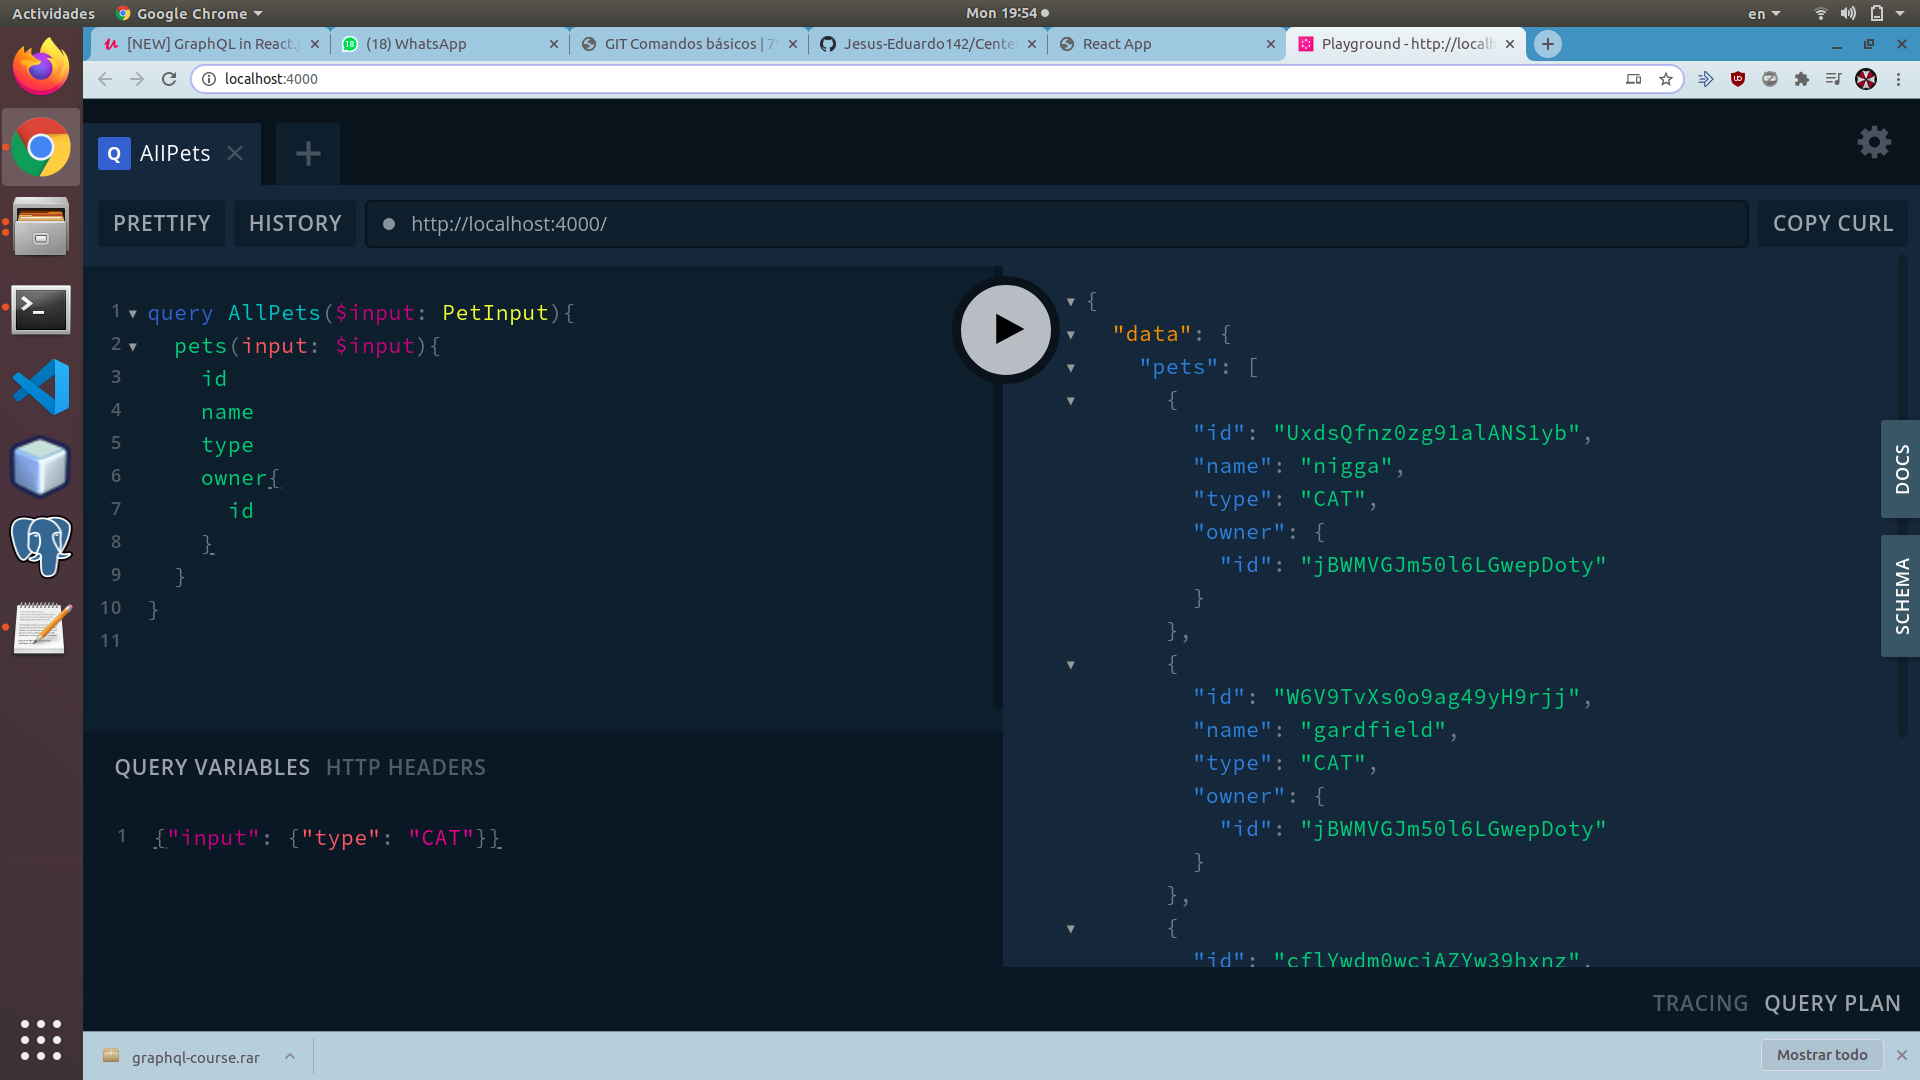 Actividades Google Chrome Mon 19:54 en
[NEW] GraphQL in React.j (18) WhatsApp GIT Comandos básicos | 7S Jesus-Eduardo142/Cente React App Playground - http://localh
localhost:4000
Q AllPets
PRETTIFY HISTORY http://localhost:4000/ COPY CURL
1 query AllPets($input: PetInput){
2 pets(input: $input){
3 id
4 name
5 type
6 owner{
7 id
8 }
9 }
10 }
11
QUERY VARIABLES HTTP HEADERS
1 {"input": {"type": "CAT"}}
{
"data": {
"pets": [
{
"id": "UxdsQfnz0zg91alANS1yb",
"name": "nigga",
"type": "CAT",
"owner": {
"id": "jBWMVGJm50l6LGwepDoty"
}
},
{
"id": "W6V9TvXs0o9ag49yH9rjj",
"name": "gardfield",
"type": "CAT",
"owner": {
"id": "jBWMVGJm50l6LGwepDoty"
}
},
{
"id": "cflYwdm0wciAZYw39hxnz",
DOCS
SCHEMA
TRACING QUERY PLAN
graphql-course.rar Mostrar todo